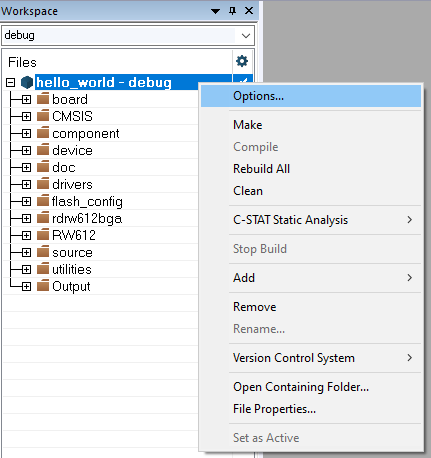 Workspace
debug
Files
hello_world - debug
board
CMSIS
component
device
doc
drivers
flash_config
rdrw612bga
RW612
source
utilities
Output
Options...
Make
Compile
Rebuild All
Clean
C-STAT Static Analysis
Stop Build
Add
Remove
Rename...
Version Control System
Open Containing Folder...
File Properties...
Set as Active